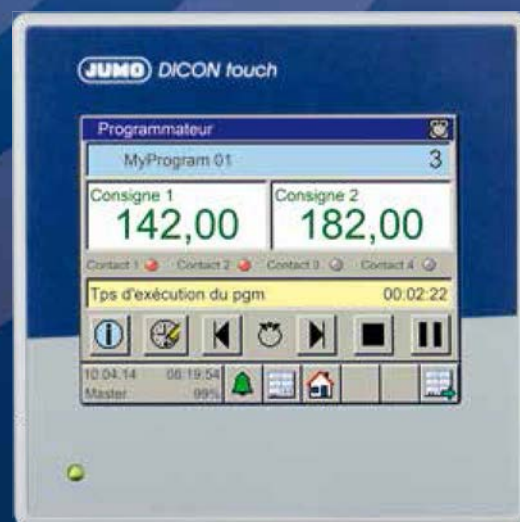 JUMO DICON touch
Programmateur
MyProgram 01 3
Consigne 1 Consigne 2
142,00 182,00
Contact 1 Contact 2 Contact 3 Contact 4
Tps d'exécution du pgm 00:02:22
10.04.14 06:19:54
Master 99%